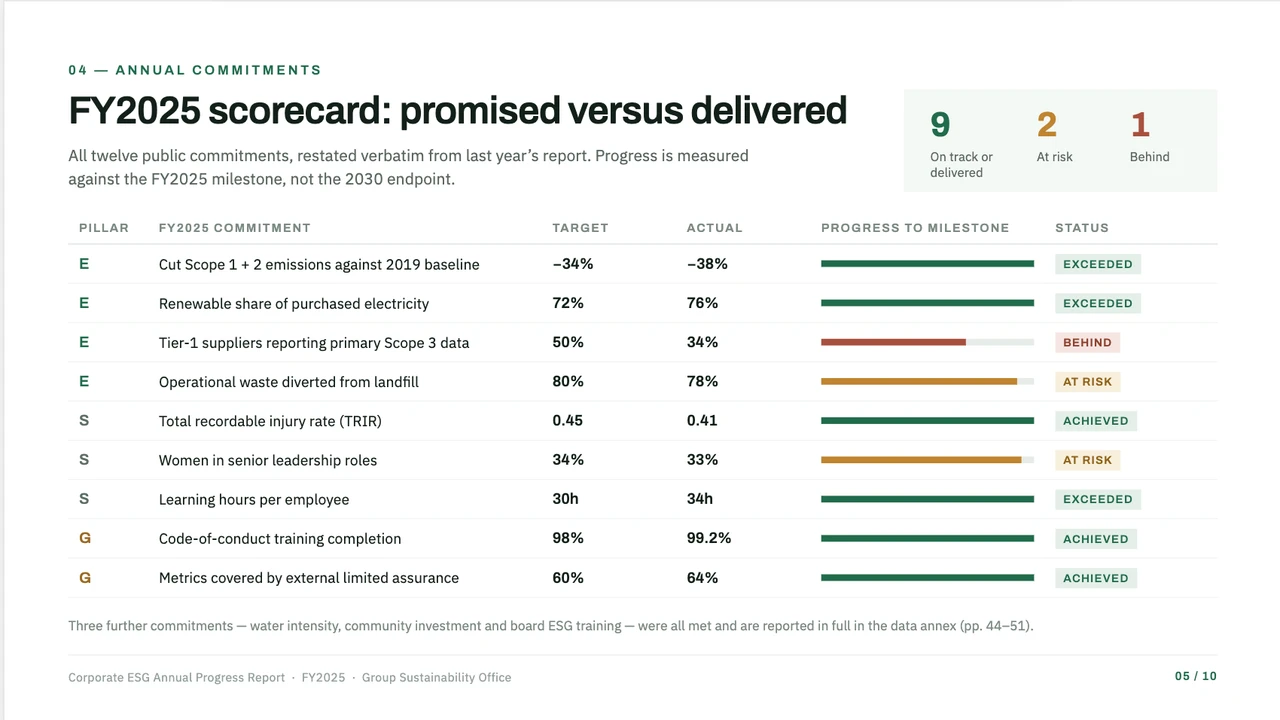 04 — ANNUAL COMMITMENTS
FY2025 scorecard: promised versus delivered
All twelve public commitments, restated verbatim from last year’s report. Progress is measured
against the FY2025 milestone, not the 2030 endpoint.
9 2 1
On track or At risk Behind
delivered
PILLAR FY2025 COMMITMENT TARGET ACTUAL PROGRESS TO MILESTONE STATUS
E Cut Scope 1 + 2 emissions against 2019 baseline −34% −38% EXCEEDED
E Renewable share of purchased electricity 72% 76% EXCEEDED
E Tier-1 suppliers reporting primary Scope 3 data 50% 34% BEHIND
E Operational waste diverted from landfill 80% 78% AT RISK
S Total recordable injury rate (TRIR) 0.45 0.41 ACHIEVED
S Women in senior leadership roles 34% 33% AT RISK
S Learning hours per employee 30h 34h EXCEEDED
G Code-of-conduct training completion 98% 99.2% ACHIEVED
G Metrics covered by external limited assurance 60% 64% ACHIEVED
Three further commitments — water intensity, community investment and board ESG training — were all met and are reported in full in the data annex (pp. 44–51).
Corporate ESG Annual Progress Report · FY2025 · Group Sustainability Office 05 / 10